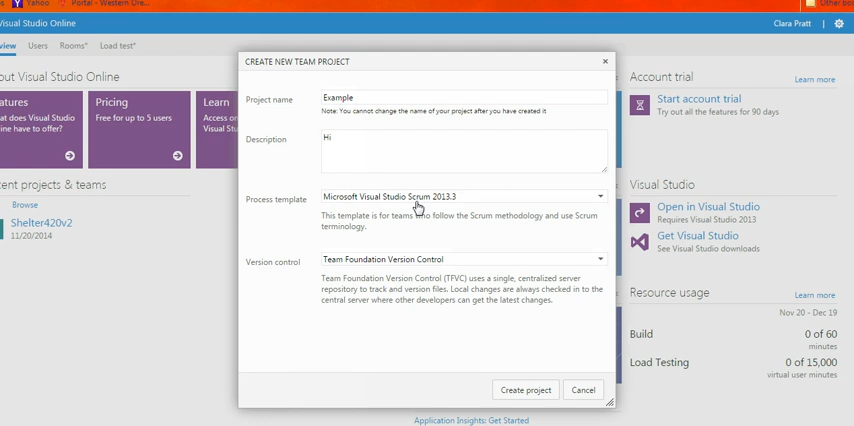 Yahoo
Portal - Western Dre...
Other
Visual Studio Online
Clara Pratt
Users Rooms* Load test*
Visual Studio Online
Pricing
Free for up to 5 users
Learn
Access
Visual
does Visual Studio
have to offer?
projects & teams
Browse
Shelter420v2
11/20/2014
CREATE NEW TEAM PROJECT
Project name
Example
Note: You cannot change the name of your project after you have created it
Description
Hi
Process template
Microsoft Visual Studio Scrum 2013.3
This template is for teams who follow the Scrum methodology and use Scrum
terminology.
Version control
Team Foundation Version Control
Team Foundation Version Control (TFVC) uses a single, centralized server
repository to track and version files. Local changes are always checked in to the
central server where other developers can get the latest changes.
Create project
Cancel
Account trial
Learn more
Start account trial
Try out all the features for 90 days
Visual Studio
Open in Visual Studio
Requires Visual Studio 2013
Get Visual Studio
See Visual Studio downloads
Resource usage
Learn more
Nov 20 - Dec 19
Build
0 of 60
minutes
Load Testing
0 of 15,000
virtual user minutes
Application Insights: Get Started